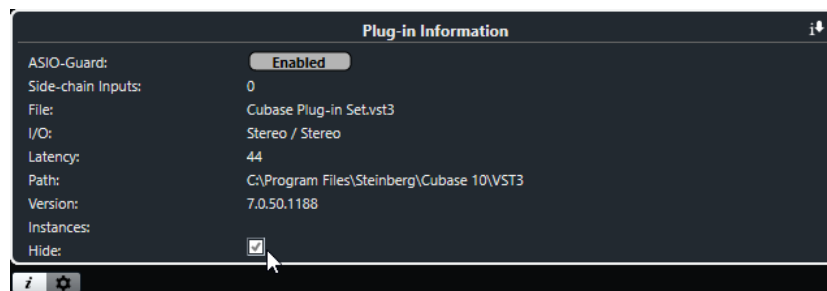 Plug-in Information
ASIO-Guard: Enabled
Side-chain Inputs: 0
File: Cubase Plug-in Set.vst3
I/O: Stereo / Stereo
Latency: 44
Path: C:\Program Files\Steinberg\Cubase 10\VST3
Version: 7.0.50.1188
Instances:
Hide:
i